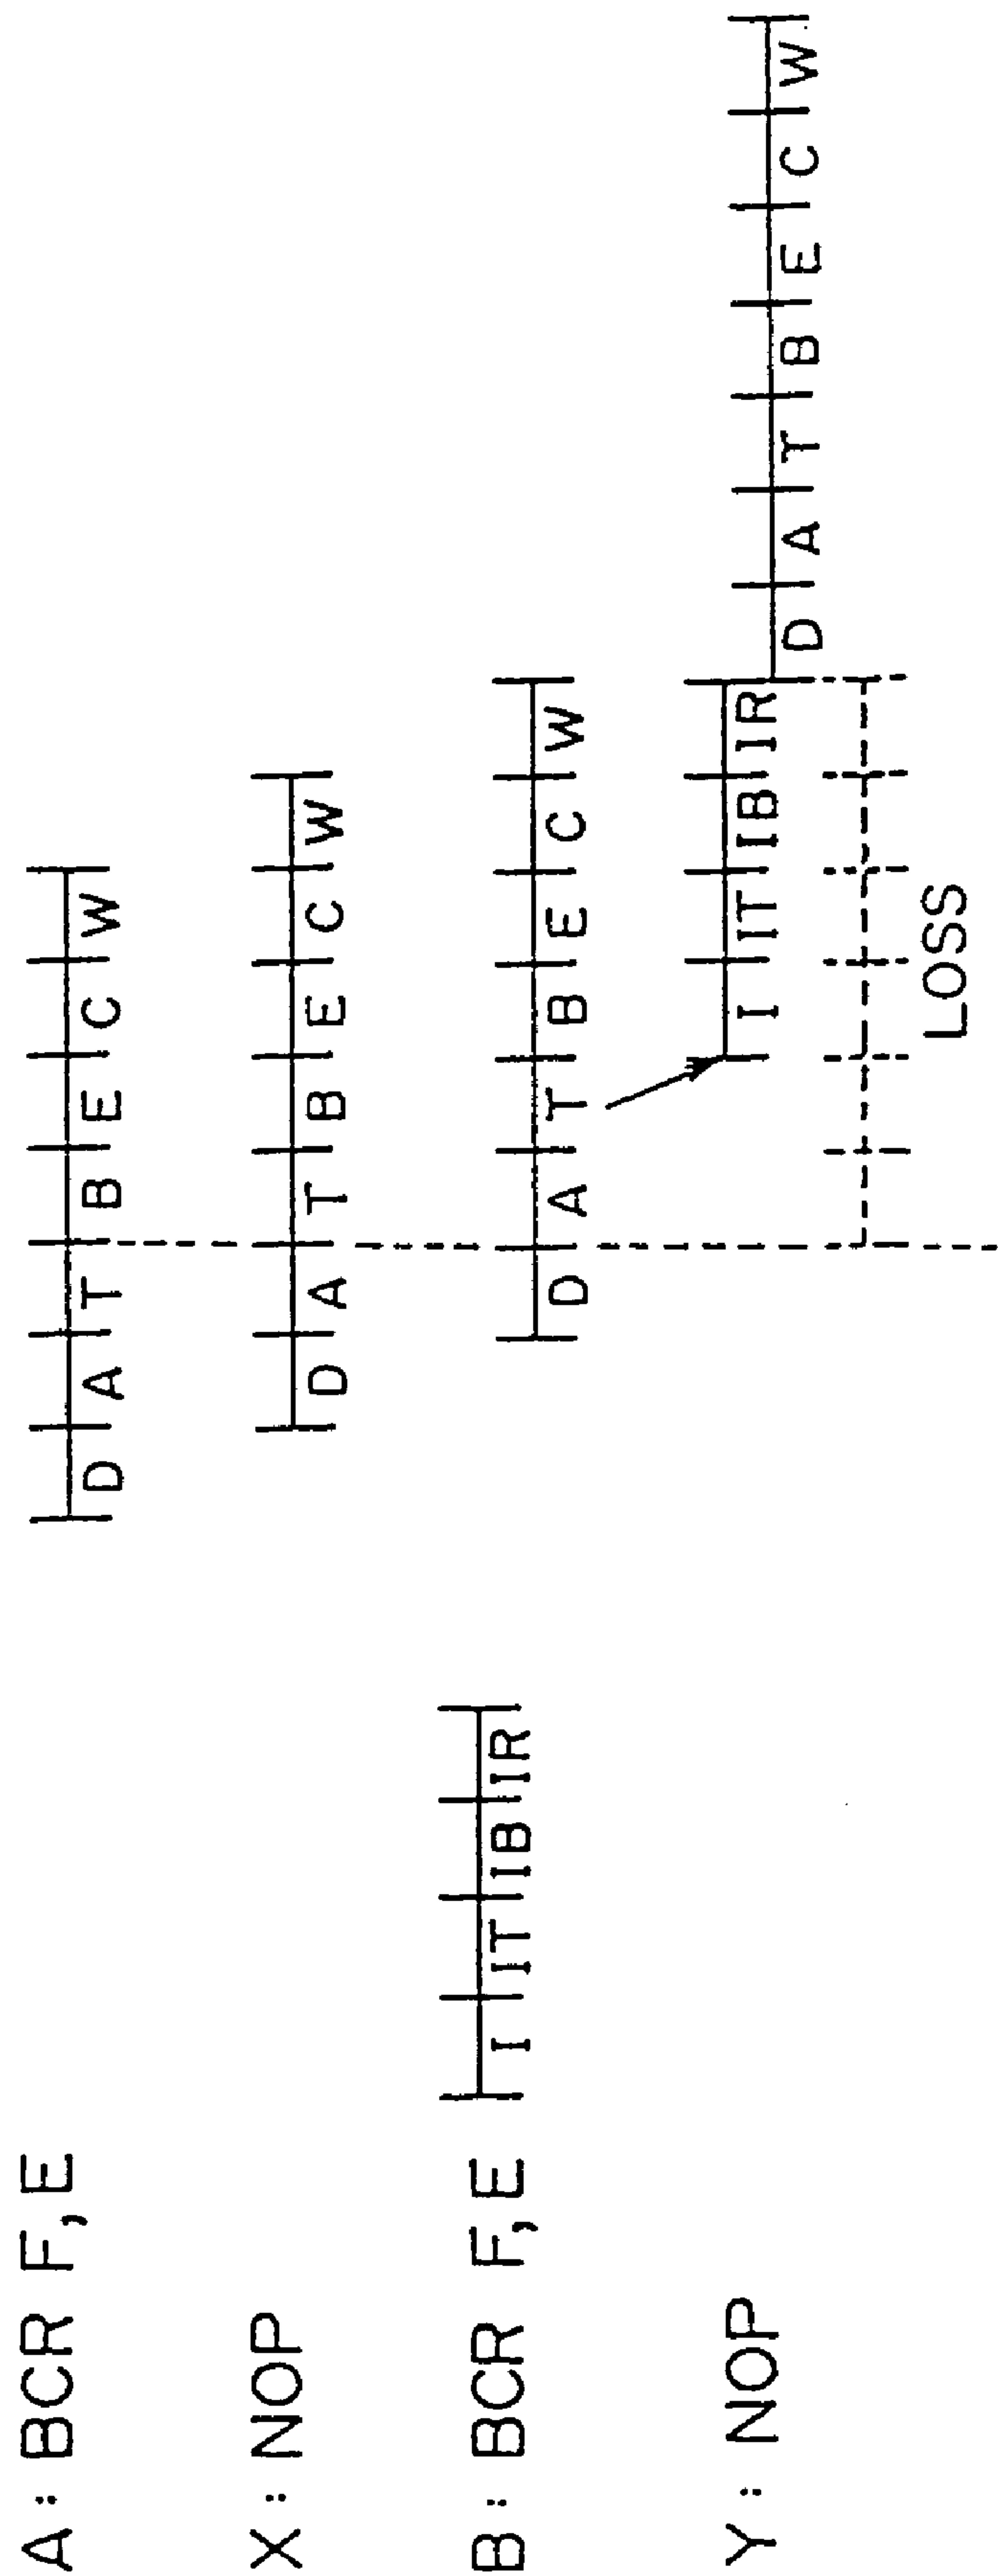 A : BCR F,E D A T B E C W
X : NOP D A T B E C W
B : BCR F,E I IT IB IR D A T B E C W
Y : NOP I IT IB IR
D A T B E C W
LOSS